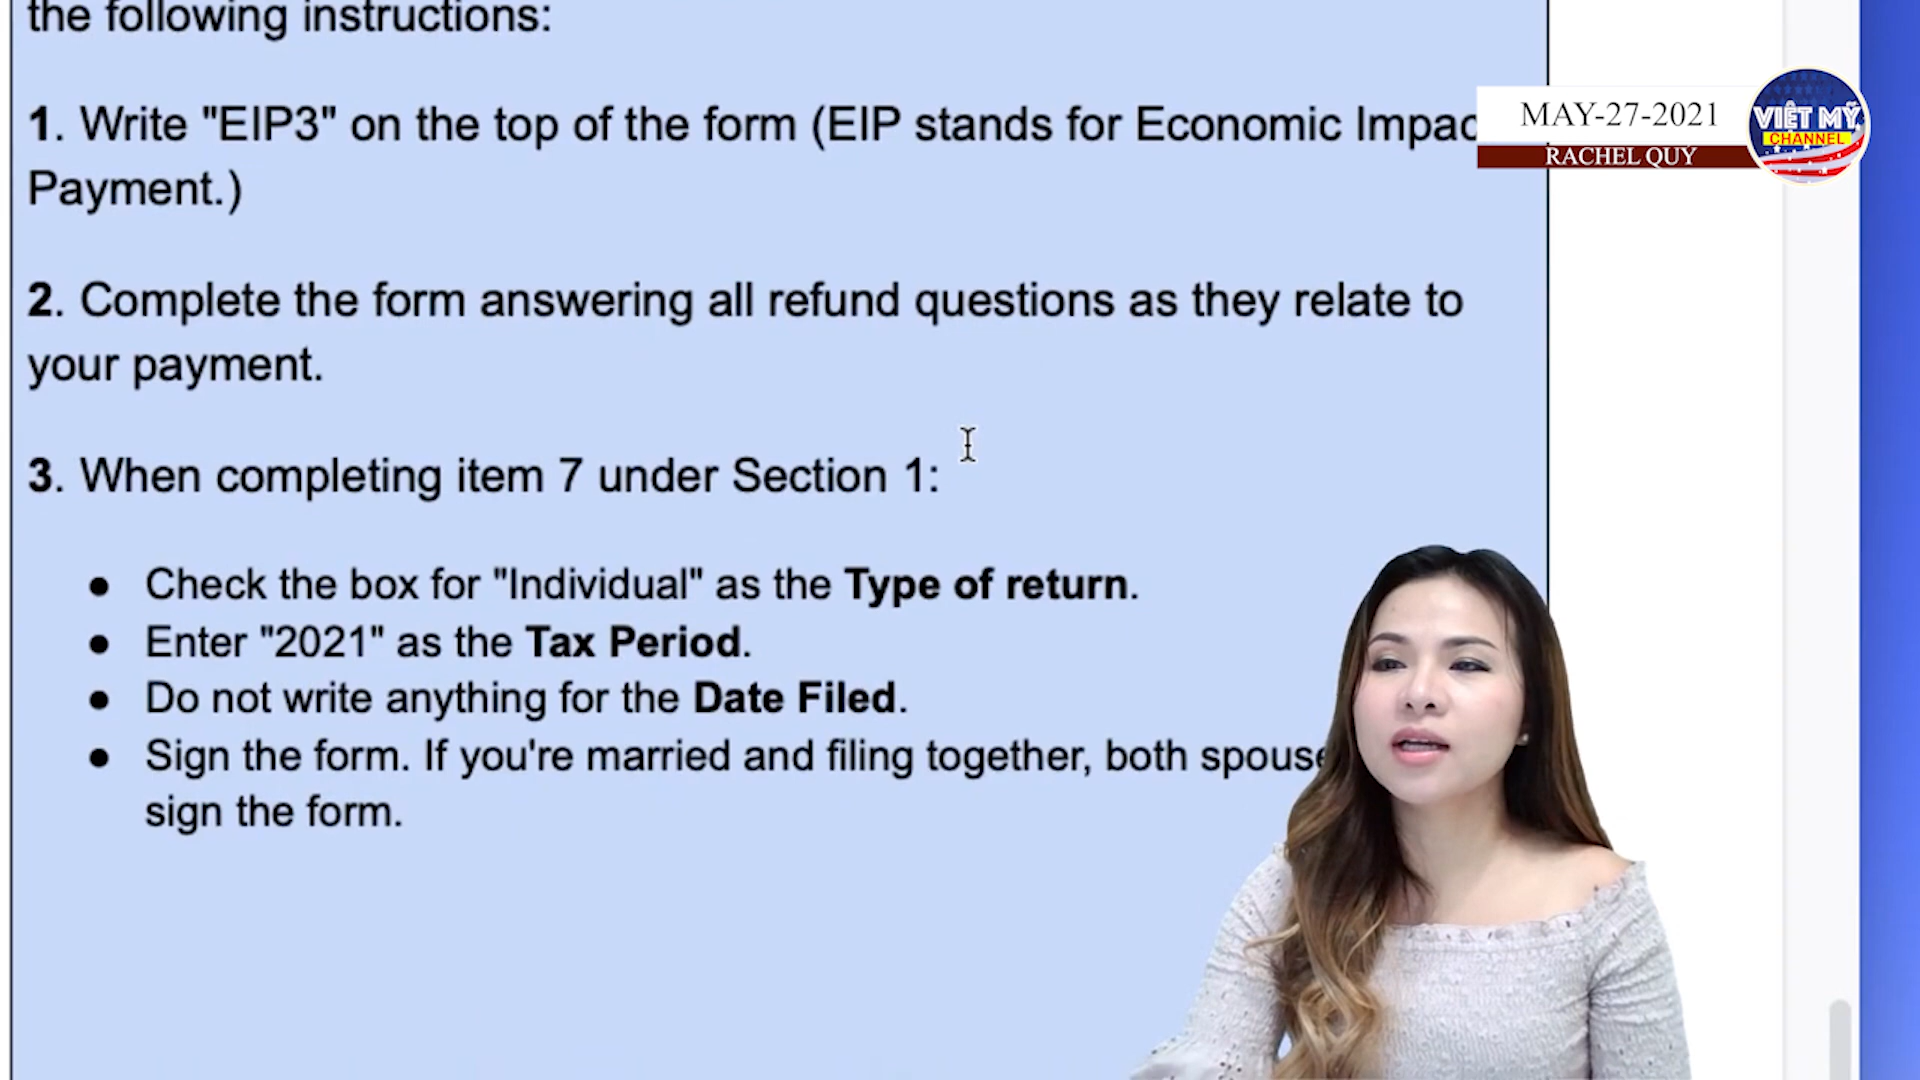 the following instructions:
1. Write "EIP3" on the top of the form (EIP stands for Economic
Payment.)
2. Complete the form answering all refund questions as they relate to
your payment.
3. When completing item 7 under Section 1:
● Check the box for "Individual" as the Type of return.
● Enter "2021" as the Tax Period.
● Do not write anything for the Date Filed.
● Sign the form. If you're married and filing together, both
sign the form.
MAY-27-2021
RACHEL QUY
VIỆT MỸ
CHANNEL